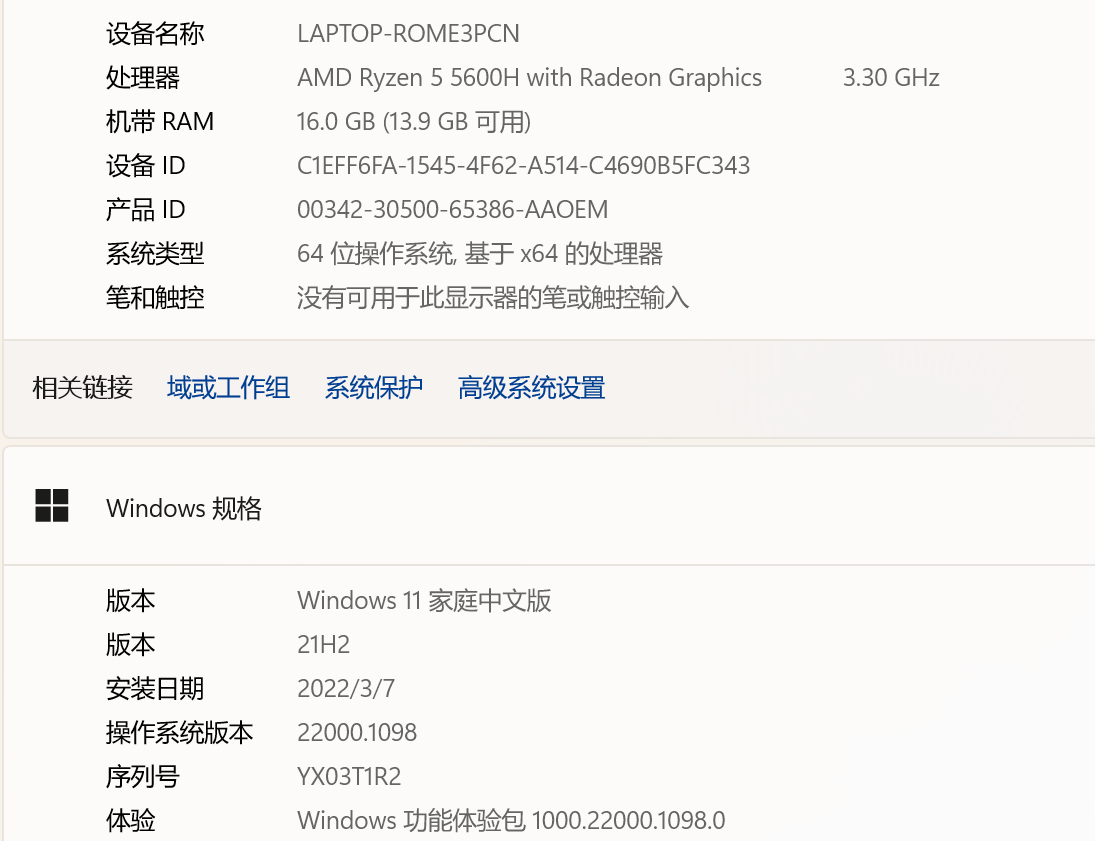 设备名称 LAPTOP-ROME3PCN
处理器 AMD Ryzen 5 5600H with Radeon Graphics 3.30 GHz
机带 RAM 16.0 GB (13.9 GB 可用)
设备 ID C1EFF6FA-1545-4F62-A514-C4690B5FC343
产品 ID 00342-30500-65386-AAOEM
系统类型 64 位操作系统, 基于 x64 的处理器
笔和触控 没有可用于此显示器的笔或触控输入
相关链接 域或工作组 系统保护 高级系统设置
Windows 规格
版本 Windows 11 家庭中文版
版本 21H2
安装日期 2022/3/7
操作系统版本 22000.1098
序列号 YX03T1R2
体验 Windows 功能体验包 1000.22000.1098.0